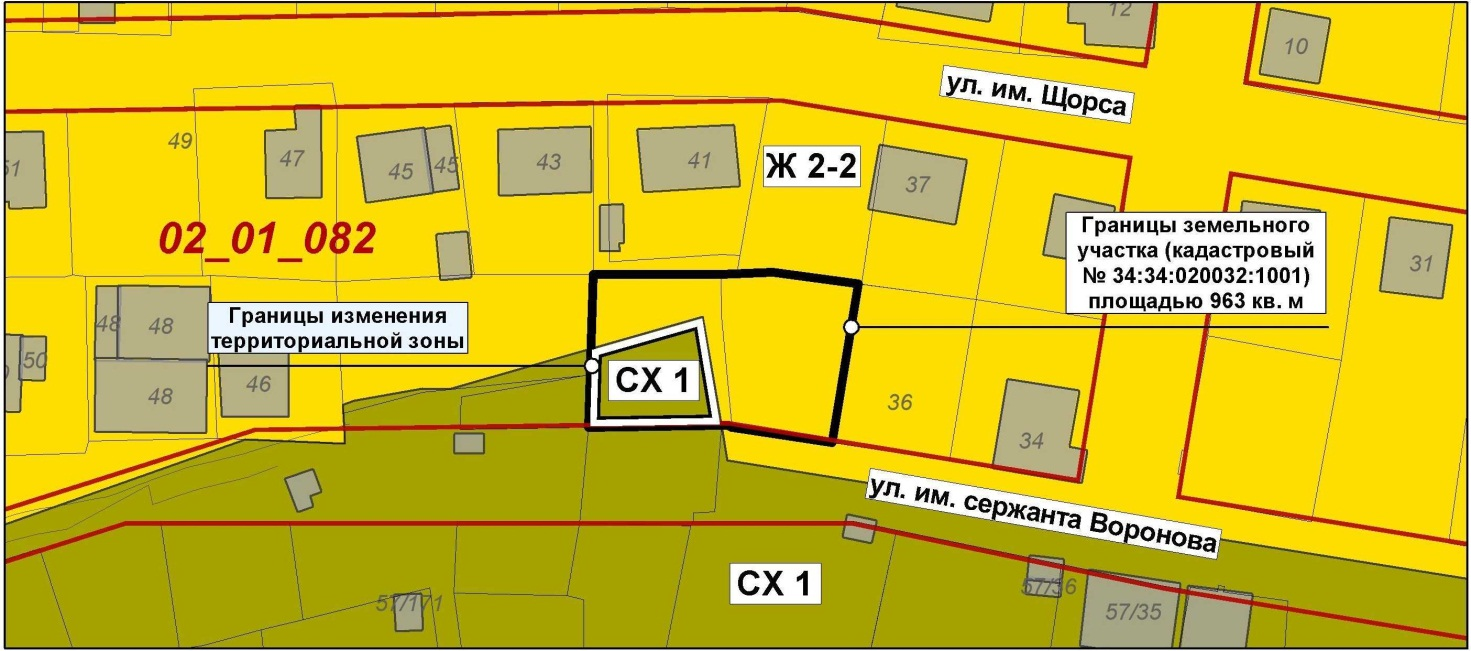 12
10
ул. им. Щорса
51
49
47
45
45
43
41
Ж 2-2
37
02_01_082
Границы земельного
участка (кадастровый
№ 34:34:020032:1001)
площадью 963 кв. м
31
Границы изменения
территориальной зоны
48
48
50
48
46
СХ 1
36
34
ул. им. сержанта Воронова
СХ 1
57/171
57/36
57/35